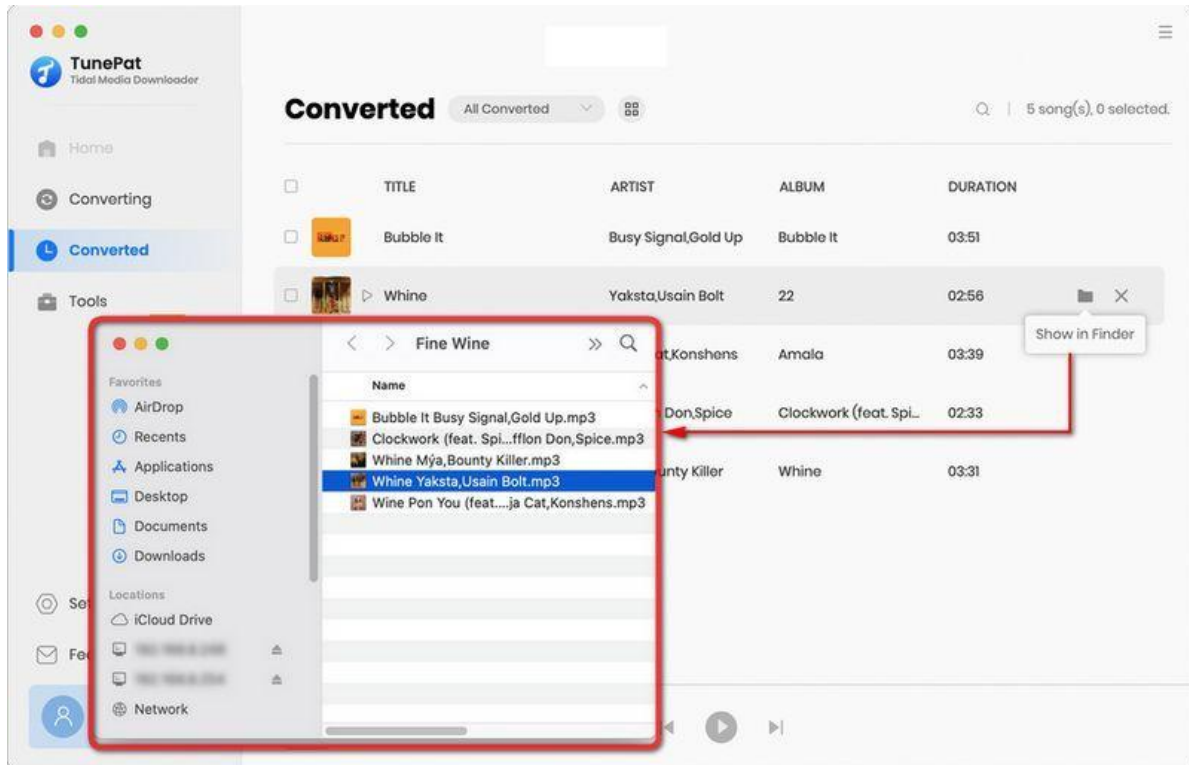 TunePat
Tidal Media Downloader
Home
Converting
Converted
Tools
Converted
All Converted
5 song(s), 0 selected.
TITLE ARTIST ALBUM DURATION
Bubble It Busy Signal,Gold Up Bubble It 03:51
Whine Yaksta,Usain Bolt 22 02:56
Show in Finder
at,Konshens Amala 03:39
Don,Spice Clockwork (feat. Spi... 02:33
unty Killer Whine 03:31
Fine Wine
Favorites
AirDrop
Recents
Applications
Desktop
Documents
Downloads
Locations
iCloud Drive
Network
Name
Bubble It Busy Signal,Gold Up.mp3
Clockwork (feat. Spi...fflon Don,Spice.mp3
Whine Mýa,Bounty Killer.mp3
Whine Yaksta,Usain Bolt.mp3
Wine Pon You (feat....ja Cat,Konshens.mp3
Se
Fe